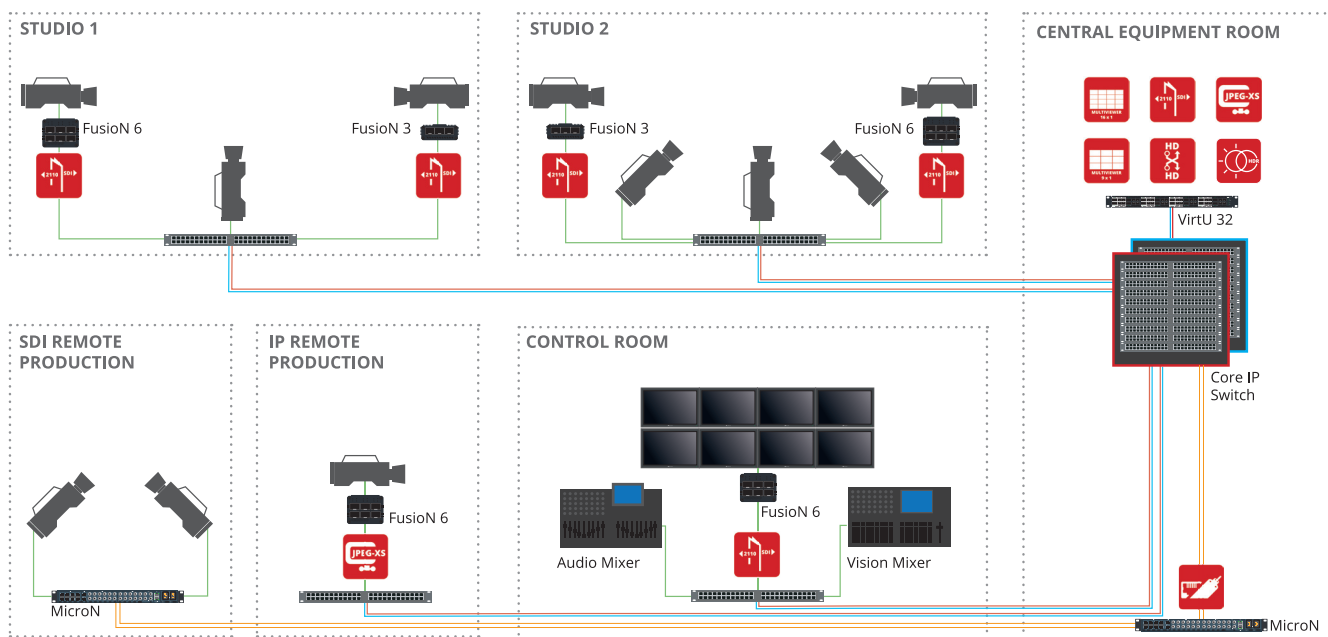 STUDIO 1
FusioN 6
2110
SDI
FusioN 3
2110
SDI
STUDIO 2
FusioN 3
2110
SDI
FusioN 6
2110
SDI
CENTRAL EQUIPMENT ROOM
MULTIVIEWER
16 x 1
2110
SDI
JPEG-XS
MULTIVIEWER
9 x 1
HD
HD
HDR
VirtU 32
Core IP
Switch
SDI REMOTE
PRODUCTION
MicroN
IP REMOTE
PRODUCTION
FusioN 6
JPEG-XS
CONTROL ROOM
FusioN 6
Audio Mixer
2110
SDI
Vision Mixer
MicroN